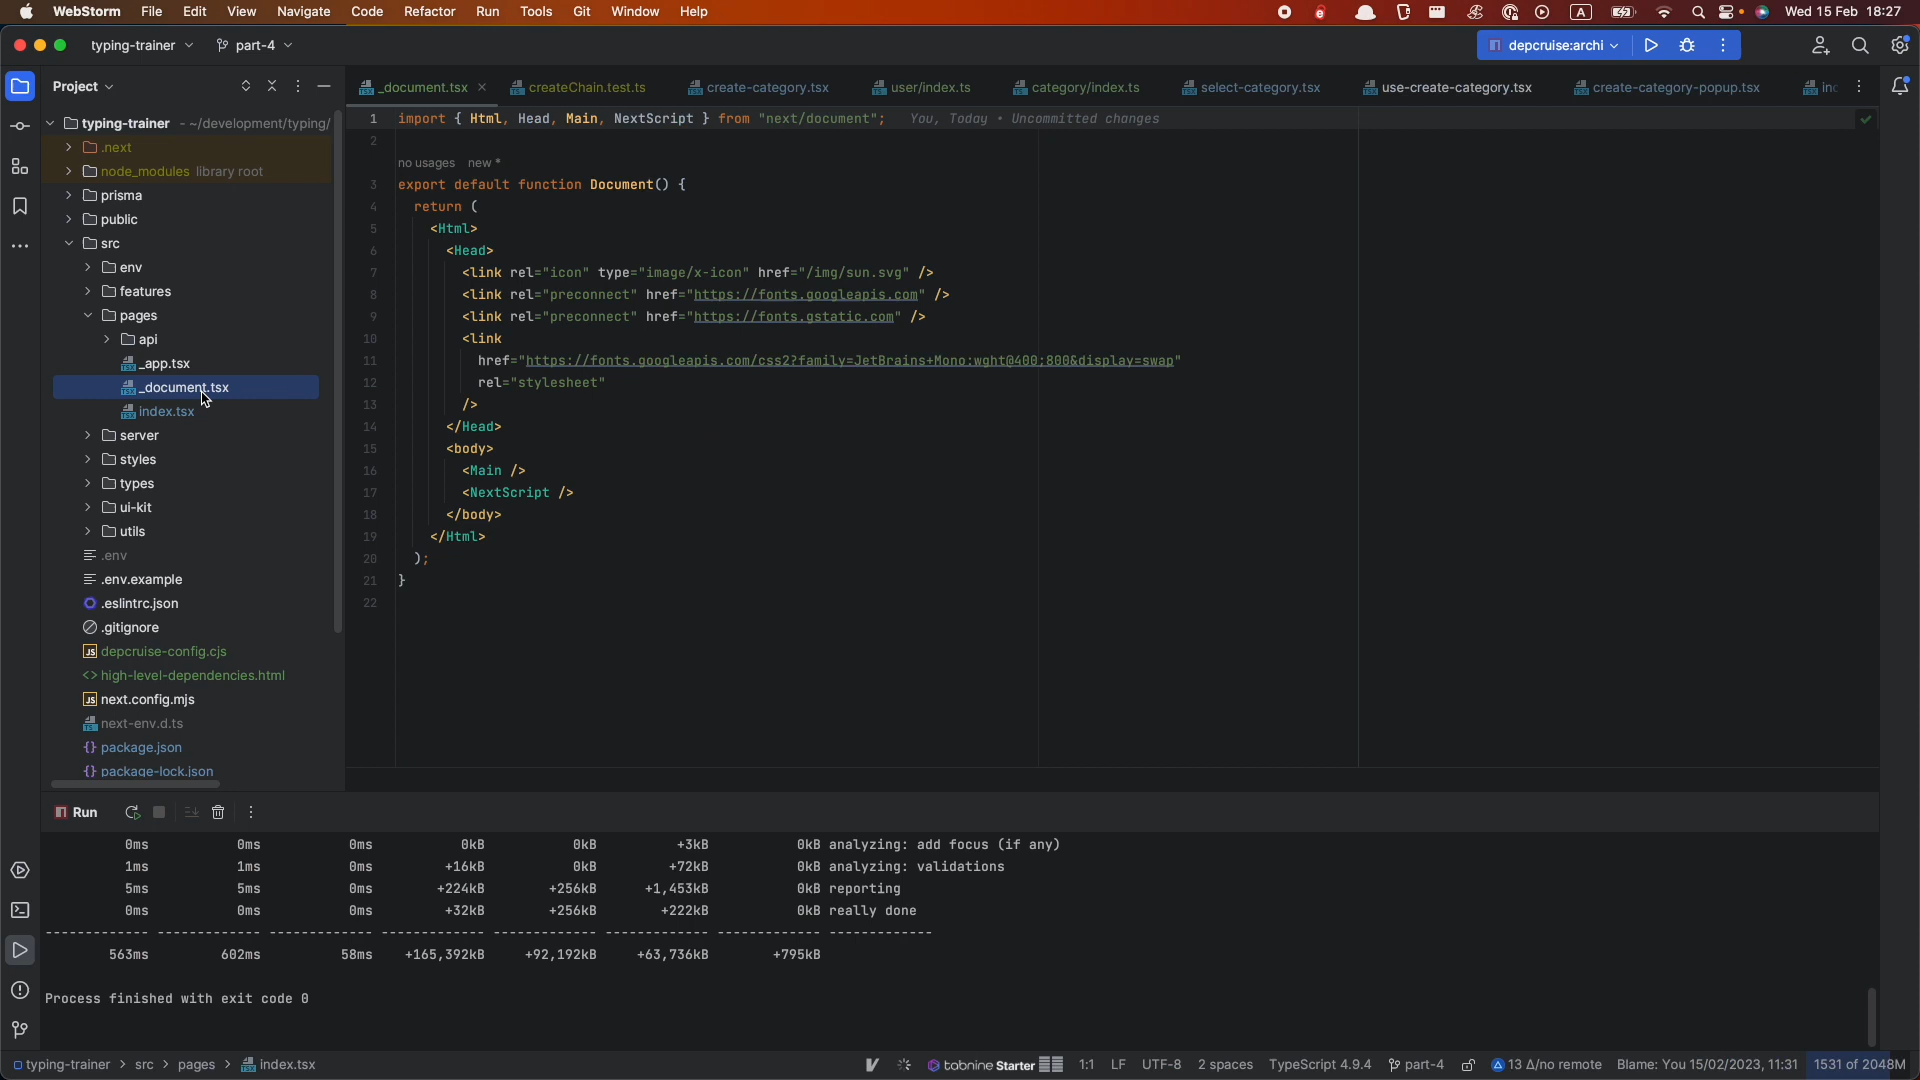 WebStorm File Edit View Navigate Code Refactor Run Tools Git Window Help
A Wed 15 Feb 18:27
typing-trainer part-4 depcruise:archi
Project
_document.tsx createChain.test.ts create-category.tsx user/index.ts category/index.ts select-category.tsx use-create-category.tsx create-category-popup.tsx
typing-trainer - ~/development/typing/
.next
node_modules library root
prisma
public
src
env
features
pages
api
_app.tsx
_document.tsx
index.tsx
server
styles
types
ui-kit
utils
.env
.env.example
.eslintrc.json
.gitignore
depcruise-config.cjs
high-level-dependencies.html
next.config.mjs
next-env.d.ts
package.json
package-lock.json
1 import { Html, Head, Main, NextScript } from "next/document"; You, Today • Uncommitted changes
2
no usages new *
3 export default function Document() {
4 return (
5 <Html>
6 <Head>
7 <link rel="icon" type="image/x-icon" href="/img/sun.svg" />
8 <link rel="preconnect" href="https://fonts.googleapis.com" />
9 <link rel="preconnect" href="https://fonts.gstatic.com" />
10 <link
11 href="https://fonts.googleapis.com/css2?family=JetBrains+Mono:wght@400;800&display=swap"
12 rel="stylesheet"
13 />
14 </Head>
15 <body>
16 <Main />
17 <NextScript />
18 </body>
19 </Html>
20 );
21 }
22
Run
0ms 0ms 0ms 0kB 0kB +3kB 0kB analyzing: add focus (if any)
1ms 1ms 0ms +16kB 0kB +72kB 0kB analyzing: validations
5ms 5ms 0ms +224kB +256kB +1,453kB 0kB reporting
0ms 0ms 0ms +32kB +256kB +222kB 0kB really done
------------- ------------- ------------- ------------- ------------- ------------- ------------- -------------
563ms 602ms 58ms +165,392kB +92,192kB +63,736kB +795kB
Process finished with exit code 0
typing-trainer > src > pages > index.tsx tabnine Starter 1:1 LF UTF-8 2 spaces TypeScript 4.9.4 part-4 13 Δ/no remote Blame: You 15/02/2023, 11:31 1531 of 2048M